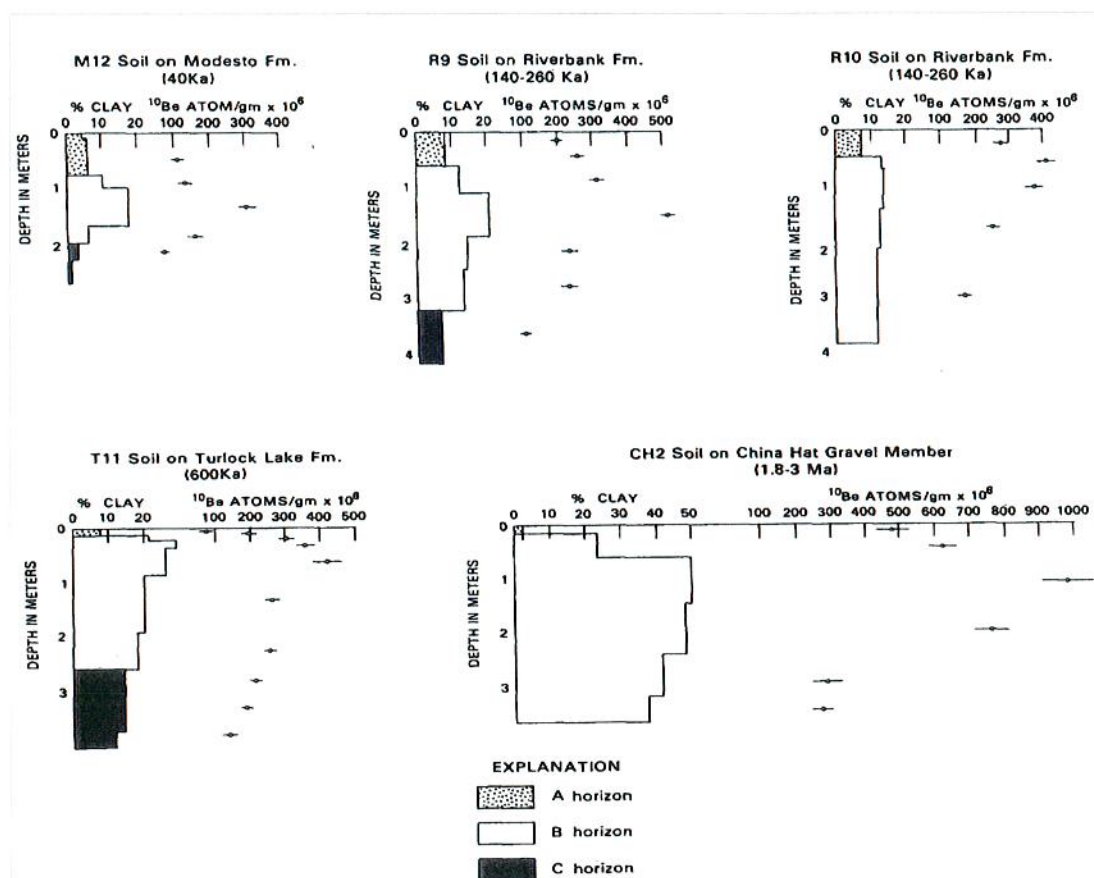 M12 Soil on Modesto Fm.
(40Ka)
% CLAY 10Be ATOM/gm x 10⁶
0 10 20 100 200 300 400
DEPTH IN METERS
0
1
2
R9 Soil on Riverbank Fm.
(140-260 Ka)
% CLAY 10Be ATOMS/gm x 10⁶
0 10 20 100 200 300 400 500
DEPTH IN METERS
0
1
2
3
4
R10 Soil on Riverbank Fm.
(140-260 Ka)
% CLAY 10Be ATOMS/gm x 10⁶
0 10 20 200 300 400
DEPTH IN METERS
0
1
2
3
4
T11 Soil on Turlock Lake Fm.
(600Ka)
% CLAY 10Be ATOMS/gm x 10⁶
0 10 20 100 200 300 400 500
DEPTH IN METERS
0
1
2
3
CH2 Soil on China Hat Gravel Member
(1.8-3 Ma)
% CLAY 10Be ATOMS/gm x 10⁶
0 10 20 40 50 100 200 300 400 500 600 700 800 900 1000
DEPTH IN METERS
0
1
2
3
EXPLANATION
A horizon
B horizon
C horizon